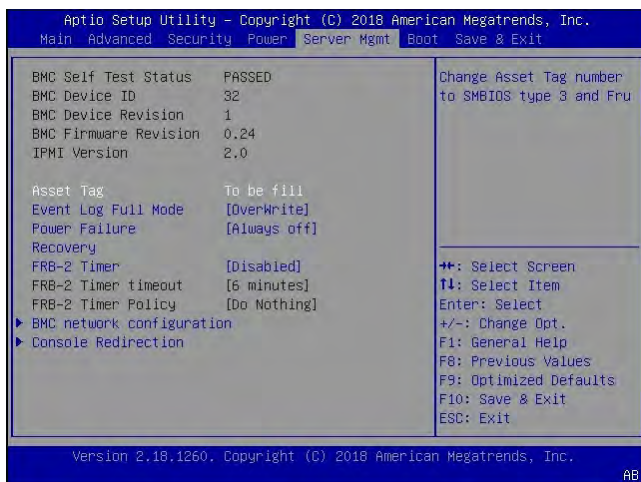 Aptio Setup Utility – Copyright (C) 2018 American Megatrends, Inc.
Main Advanced Security Power Server Mgmt Boot Save & Exit
BMC Self Test Status PASSED
BMC Device ID 32
BMC Device Revision 1
BMC Firmware Revision 0.24
IPMI Version 2.0
Asset Tag To be fill
Event Log Full Mode [OverWrite]
Power Failure [Always off]
Recovery
FRB-2 Timer [Disabled]
FRB-2 Timer timeout [6 minutes]
FRB-2 Timer Policy [Do Nothing]
BMC network configuration
Console Redirection
Change Asset Tag number
to SMBIOS type 3 and Fru
→←: Select Screen
↑↓: Select Item
Enter: Select
+/-: Change Opt.
F1: General Help
F8: Previous Values
F9: Optimized Defaults
F10: Save & Exit
ESC: Exit
Version 2.18.1260. Copyright (C) 2018 American Megatrends, Inc.
AB